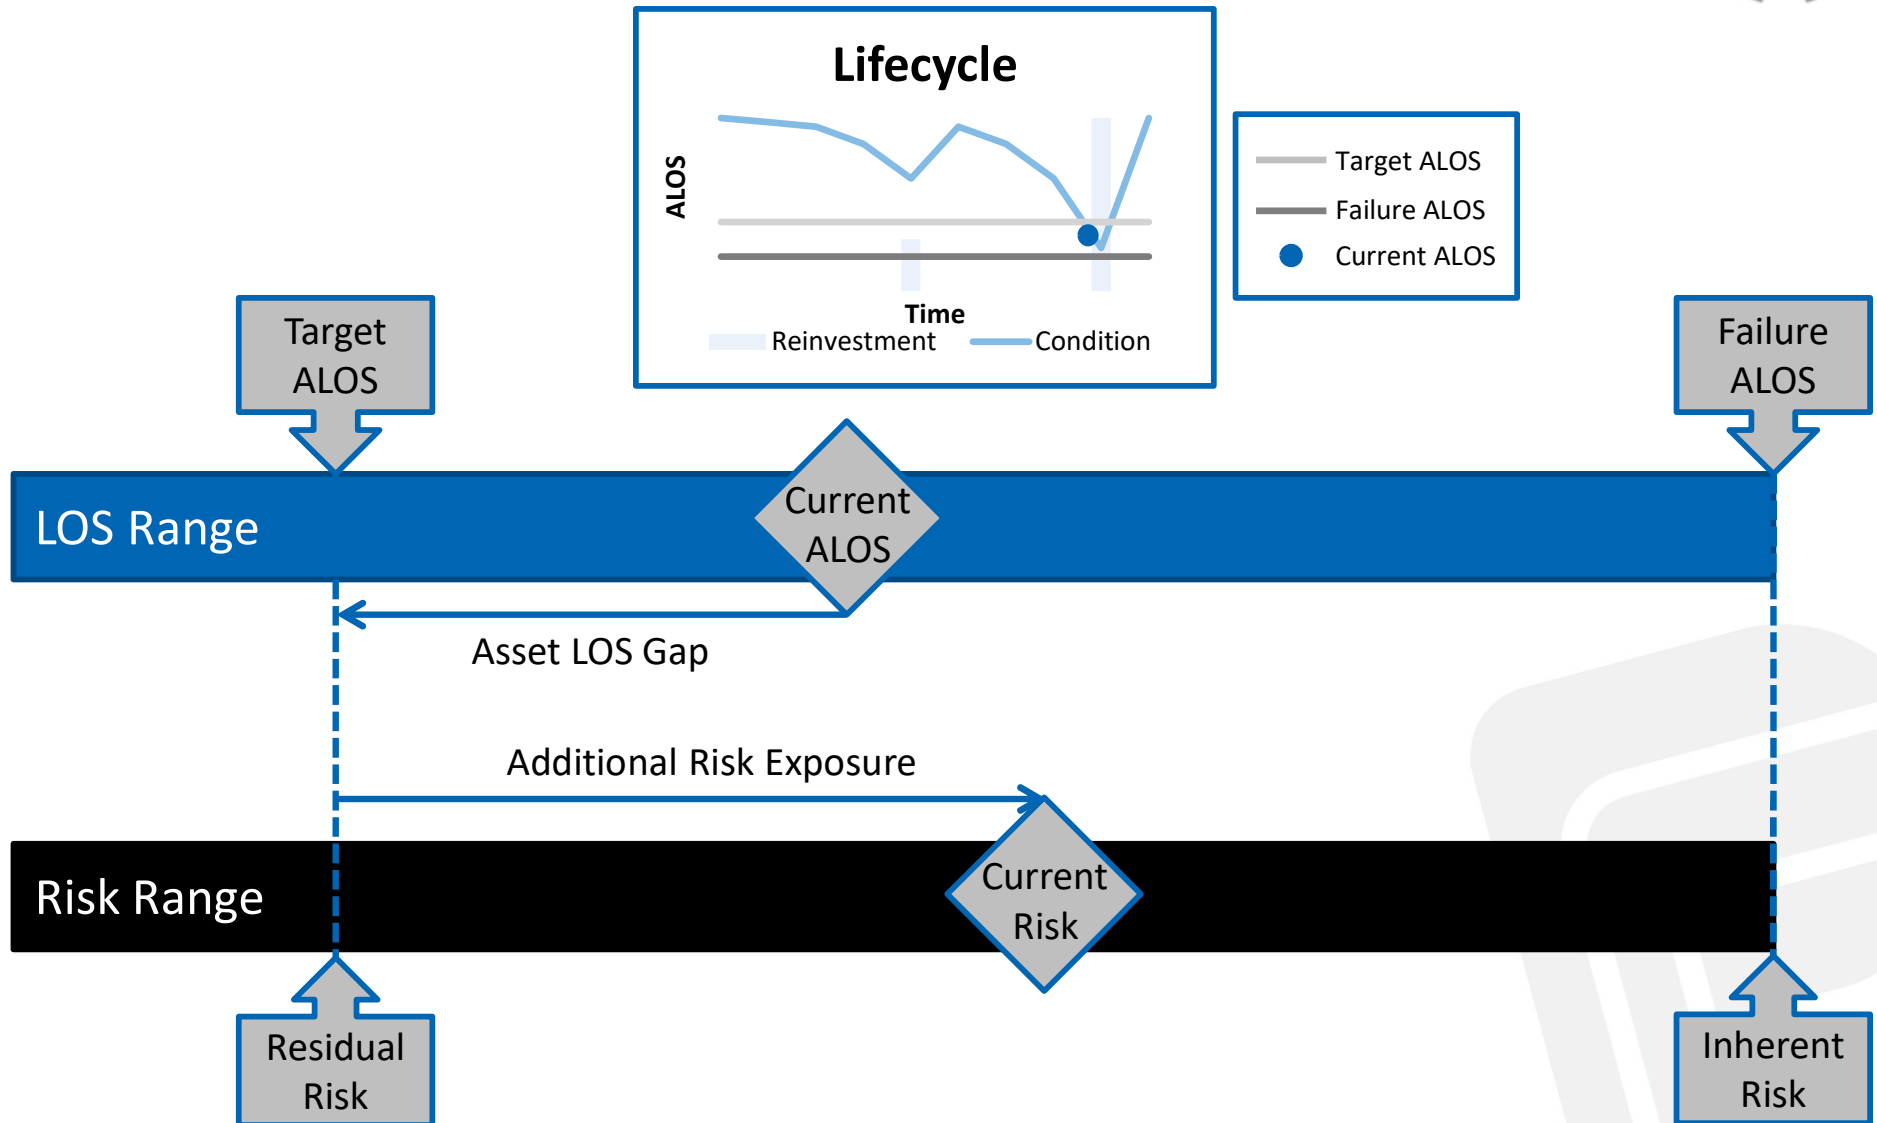 Lifecycle
ALOS
Time
Reinvestment
Condition
Target ALOS
Failure ALOS
Current ALOS
Target
ALOS
Failure
ALOS
LOS Range
Current
ALOS
Asset LOS Gap
Additional Risk Exposure
Risk Range
Current
Risk
Residual
Risk
Inherent
Risk